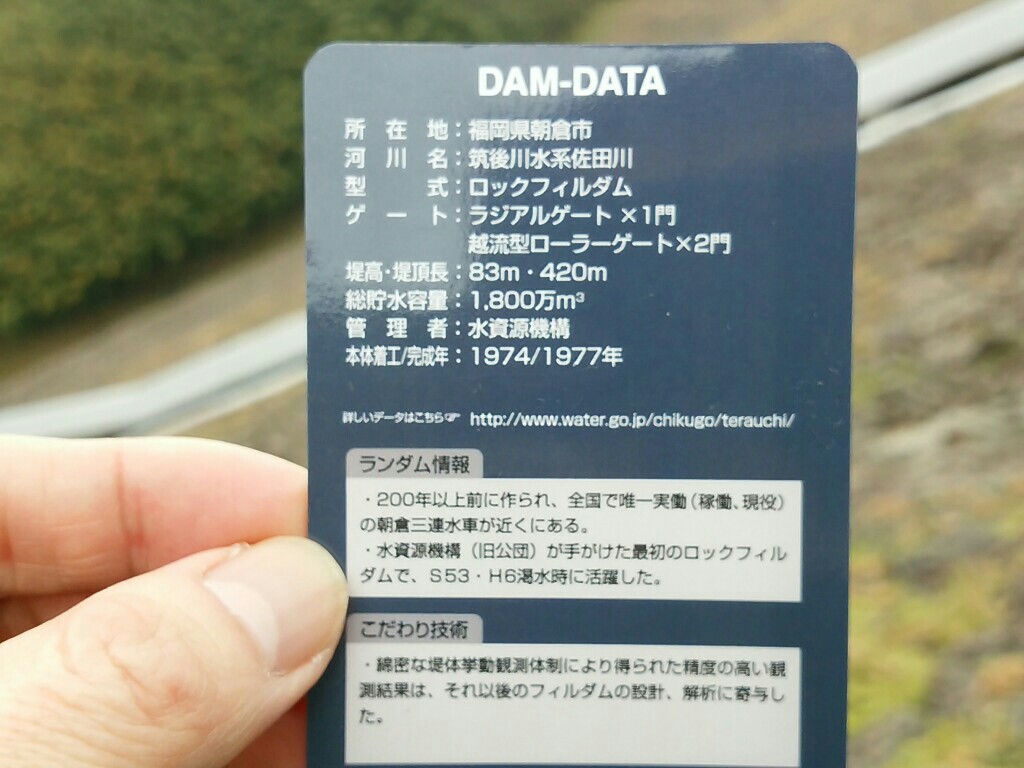 DAM-DATA
所在地：福岡県朝倉市
河川名：筑後川水系佐田川
型式：ロックフィルダム
ゲート：ラジアルゲート×1門
越流型ローラーゲート×2門
堤高・堤頂長：83m・420m
総貯水容量：1,800万m³
管理者：水資源機構
本体着工/完成年：1974/1977年
詳しいデータはこちら☞ http://www.water.go.jp/chikugo/terauchi/
ランダム情報
・200年以上前に作られ、全国で唯一実働（稼働、現役）
の朝倉三連水車が近くにある。
・水資源機構（旧公団）が手がけた最初のロックフィル
ダムで、S53・H6渇水時に活躍した。
こだわり技術
・綿密な堤体挙動観測体制により得られた精度の高い観
測結果は、それ以後のフィルダムの設計、解析に寄与し
た。